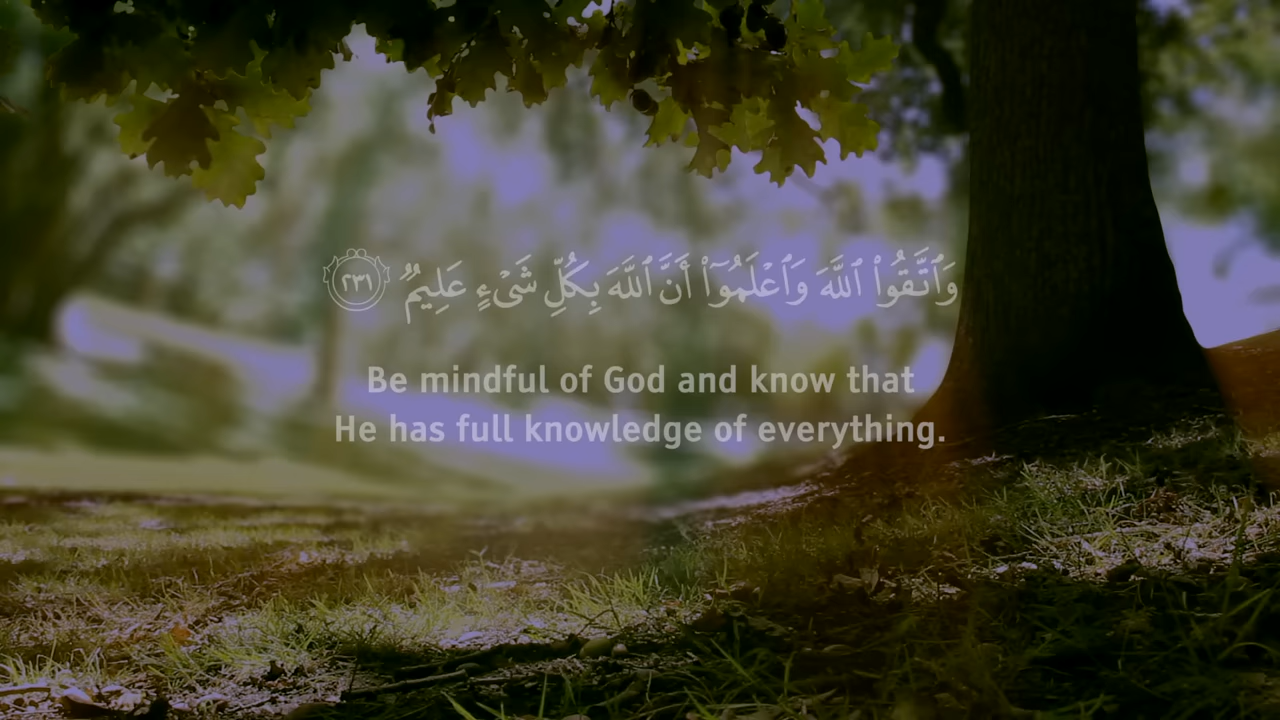 وَٱتَّقُوا۟ ٱللَّهَ وَٱعْلَمُوٓا۟ أَنَّ ٱللَّهَ بِكُلِّ شَىْءٍ عَلِيمٌ ٢٣١
Be mindful of God and know that
He has full knowledge of everything.